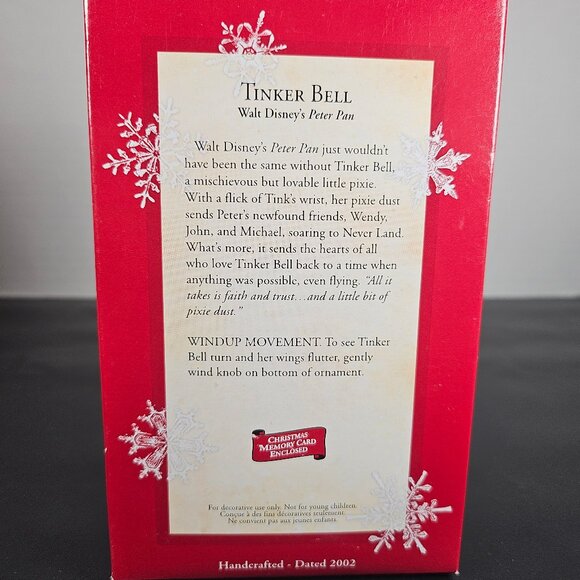 TINKER BELL
Walt Disney's Peter Pan
Walt Disney's Peter Pan just wouldn't
have been the same without Tinker Bell,
a mischievous but lovable little pixie.
With a flick of Tink's wrist, her pixie dust
sends Peter's newfound friends, Wendy,
John, and Michael, soaring to Never Land.
What's more, it sends the hearts of all
who love Tinker Bell back to a time when
anything was possible, even flying. “All it
takes is faith and trust...and a little bit of
pixie dust.”
WINDUP MOVEMENT. To see Tinker
Bell turn and her wings flutter, gently
wind knob on bottom of ornament.
CHRISTMAS
MEMORY CARD
ENCLOSED
For decorative use only. Not for young children.
Conçue à des fins décoratives seulement.
Ne convient pas aux jeunes enfants.
Handcrafted - Dated 2002